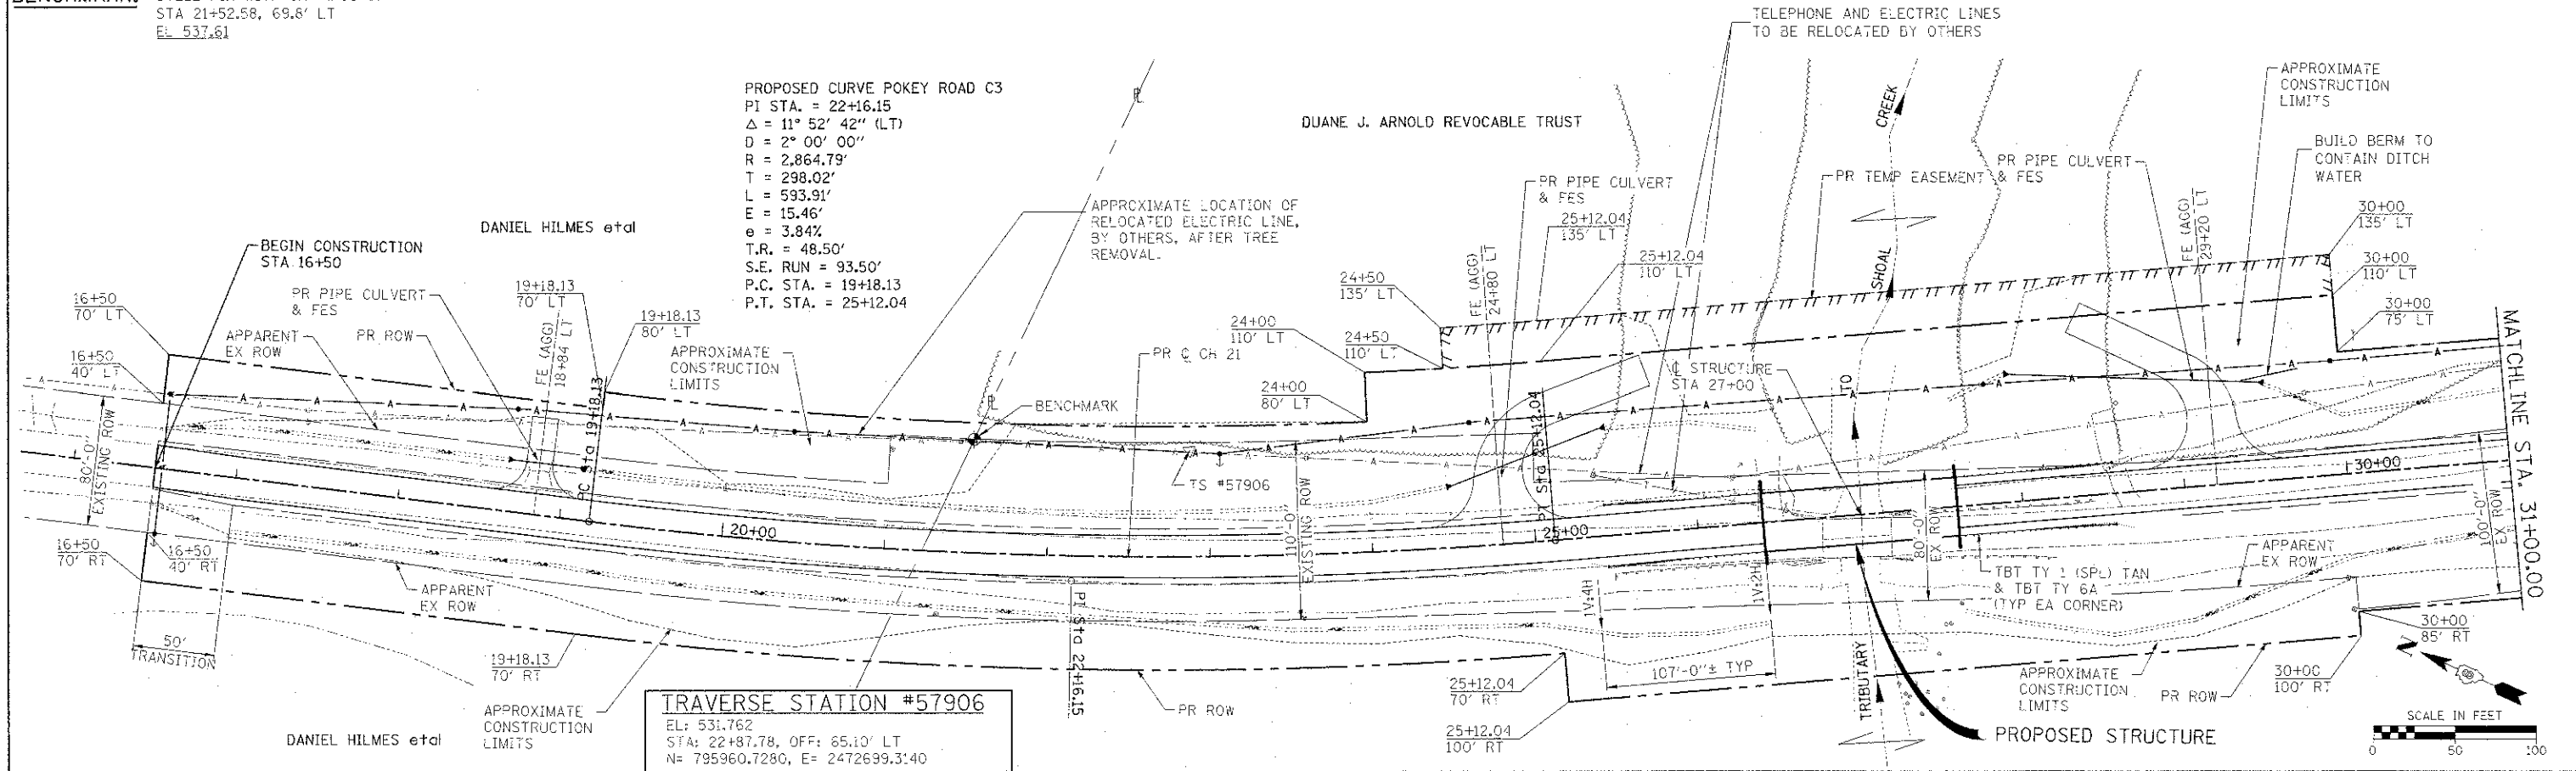 STA 21+52.58, 69.8' LT
EL 537.61
TELEPHONE AND ELECTRIC LINES
TO BE RELOCATED BY OTHERS
PROPOSED CURVE POKEY ROAD C3
PI STA. = 22+16.15
Δ = 11° 52' 42" (LT)
D = 2° 00' 00"
R = 2,864.79'
T = 298.02'
L = 593.91'
E = 15.46'
e = 3.84%
T.R. = 48.50'
S.E. RUN = 93.50'
P.C. STA. = 19+18.13
P.T. STA. = 25+12.04
DUANE J. ARNOLD REVOCABLE TRUST
CREEK
SHOAL
TO
TRIBUTARY
APPROXIMATE
CONSTRUCTION
LIMITS
BUILD BERM TO
CONTAIN DITCH
WATER
PR PIPE CULVERT
& FES
PR TEMP EASEMENT
PR PIPE CULVERT
& FES
25+12.04
135' LT
25+12.04
110' LT
FE (AGG)
24+80 LT
FE (AGG)
29+20 LT
30+00
135' LT
30+00
110' LT
30+00
75' LT
DANIEL HILMES etal
BEGIN CONSTRUCTION
STA 16+50
APPROXIMATE LOCATION OF
RELOCATED ELECTRIC LINE,
BY OTHERS, AFTER TREE
REMOVAL.
16+50
70' LT
16+50
40' LT
PR PIPE CULVERT
& FES
APPARENT
EX ROW
PR ROW
19+18.13
70' LT
FE (AGG)
18+84 LT
PC Sta 19+18.13
19+18.13
80' LT
APPROXIMATE
CONSTRUCTION
LIMITS
BENCHMARK
24+00
110' LT
24+00
80' LT
24+50
135' LT
24+50
110' LT
PR ℄ CH 21
℄ STRUCTURE
STA 27+00
MATCHLINE STA. 31+00.00
80'-0"
EXISTING ROW
TS #57906
110'-0"
EXISTING ROW
PT Sta 25+12.04
20+00
25+00
30+00
80'-0"
EX ROW
100'-0"
EX ROW
16+50
70' RT
16+50
40' RT
50'
TRANSITION
APPARENT
EX ROW
19+18.13
70' RT
PI Sta 22+16.15
1V:4H
1V:2H
107'-0"± TYP
TBT TY 1 (SPL) TAN
& TBT TY 6A
(TYP EA CORNER)
APPARENT
EX ROW
30+00
85' RT
30+00
100' RT
25+12.04
70' RT
25+12.04
100' RT
APPROXIMATE
CONSTRUCTION
LIMITS
PR ROW
PR ROW
DANIEL HILMES etal
APPROXIMATE
CONSTRUCTION
LIMITS
TRAVERSE STATION #57906
EL: 531.762
STA: 22+87.78, OFF: 65.10' LT
N= 795960.7280, E= 2472699.3140
PROPOSED STRUCTURE
N
SCALE IN FEET
0 50 100